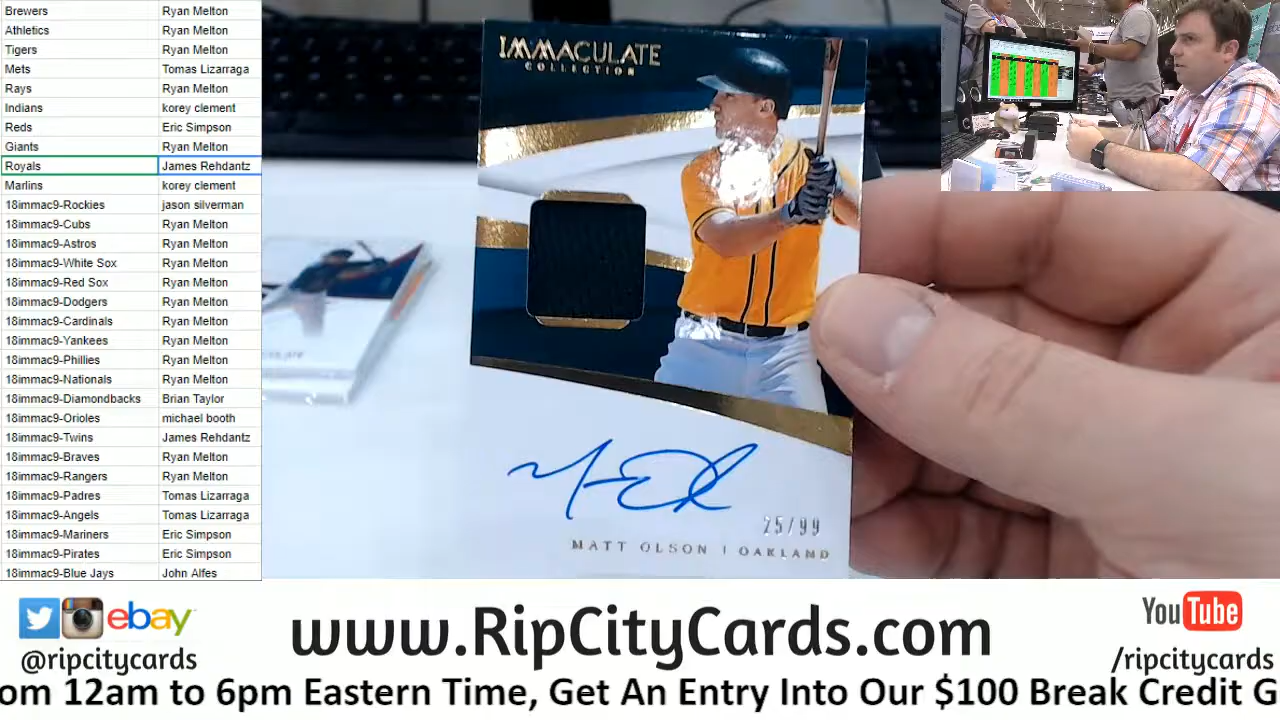 Brewers Ryan Melton
Athletics Ryan Melton
Tigers Ryan Melton
Mets Tomas Lizarraga
Rays Ryan Melton
Indians korey clement
Reds Eric Simpson
Giants Ryan Melton
Royals James Rehdantz
Marlins korey clement
18immac9-Rockies jason silverman
18immac9-Cubs Ryan Melton
18immac9-Astros Ryan Melton
18immac9-White Sox Ryan Melton
18immac9-Red Sox Ryan Melton
18immac9-Dodgers Ryan Melton
18immac9-Cardinals Ryan Melton
18immac9-Yankees Ryan Melton
18immac9-Phillies Ryan Melton
18immac9-Nationals Ryan Melton
18immac9-Diamondbacks Brian Taylor
18immac9-Orioles michael booth
18immac9-Twins James Rehdantz
18immac9-Braves Ryan Melton
18immac9-Rangers Ryan Melton
18immac9-Padres Tomas Lizarraga
18immac9-Angels Tomas Lizarraga
18immac9-Mariners Eric Simpson
18immac9-Pirates Eric Simpson
18immac9-Blue Jays John Alfes
IMMACULATE
COLLECTION
25/99
MATT OLSON | OAKLAND
ebay
@ripcitycards
www.RipCityCards.com
YouTube
/ripcitycards
om 12am to 6pm Eastern Time, Get An Entry Into Our $100 Break Credit G